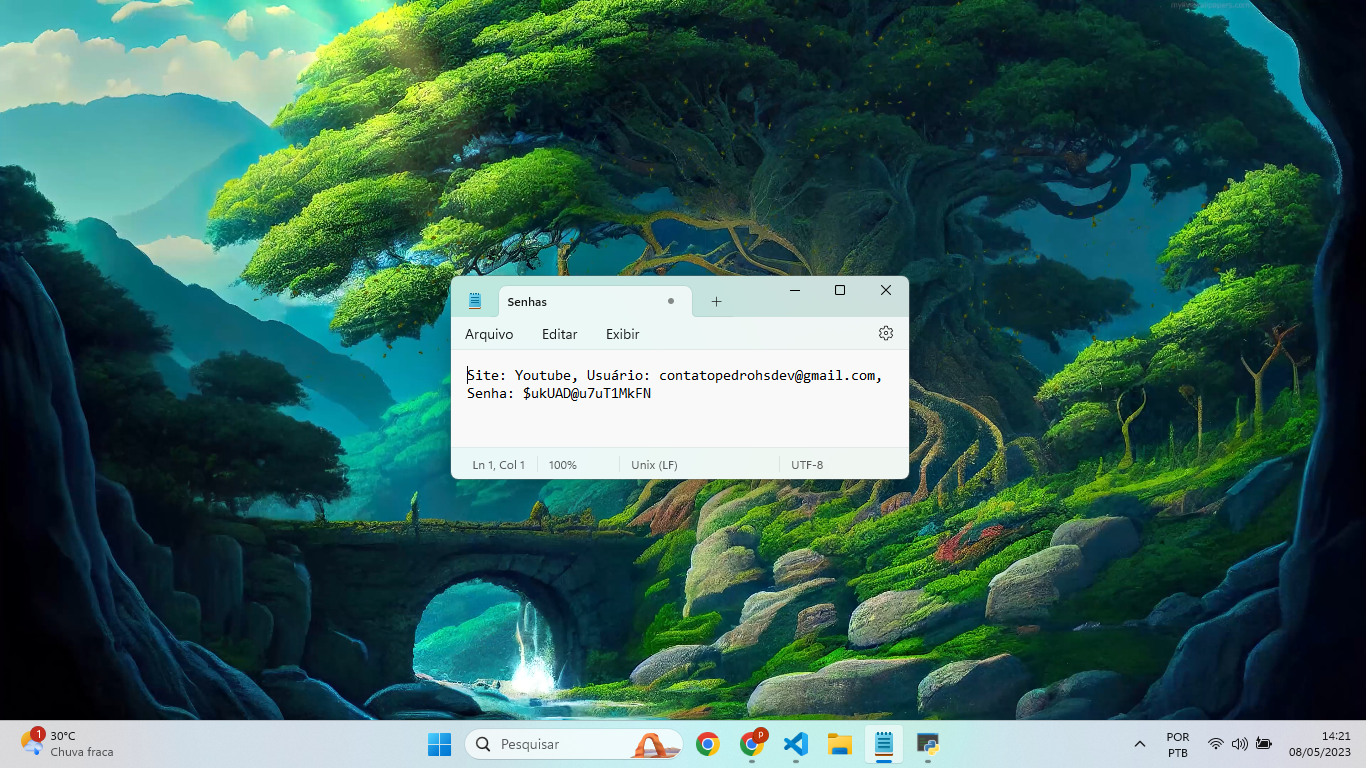 Senhas
Arquivo Editar Exibir
Site: Youtube, Usuário: contatopedrohsdev@gmail.com,
Senha: $ukUAD@u7uT1MkFN
Ln 1, Col 1 100% Unix (LF) UTF-8
1
30°C
Chuva fraca
Pesquisar
P
POR
PTB
14:21
08/05/2023